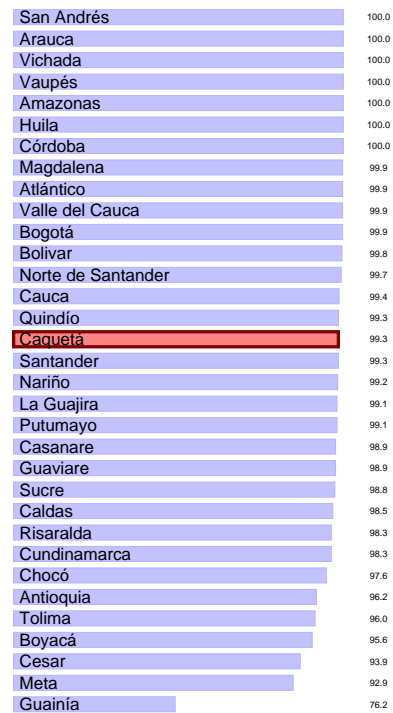 San Andrés 100.0
Arauca 100.0
Vichada 100.0
Vaupés 100.0
Amazonas 100.0
Huila 100.0
Córdoba 100.0
Magdalena 99.9
Atlántico 99.9
Valle del Cauca 99.9
Bogotá 99.9
Bolivar 99.8
Norte de Santander 99.7
Cauca 99.4
Quindío 99.3
Caquetá 99.3
Santander 99.3
Nariño 99.2
La Guajira 99.1
Putumayo 99.1
Casanare 98.9
Guaviare 98.9
Sucre 98.8
Caldas 98.5
Risaralda 98.3
Cundinamarca 98.3
Chocó 97.6
Antioquia 96.2
Tolima 96.0
Boyacá 95.6
Cesar 93.9
Meta 92.9
Guainía 76.2